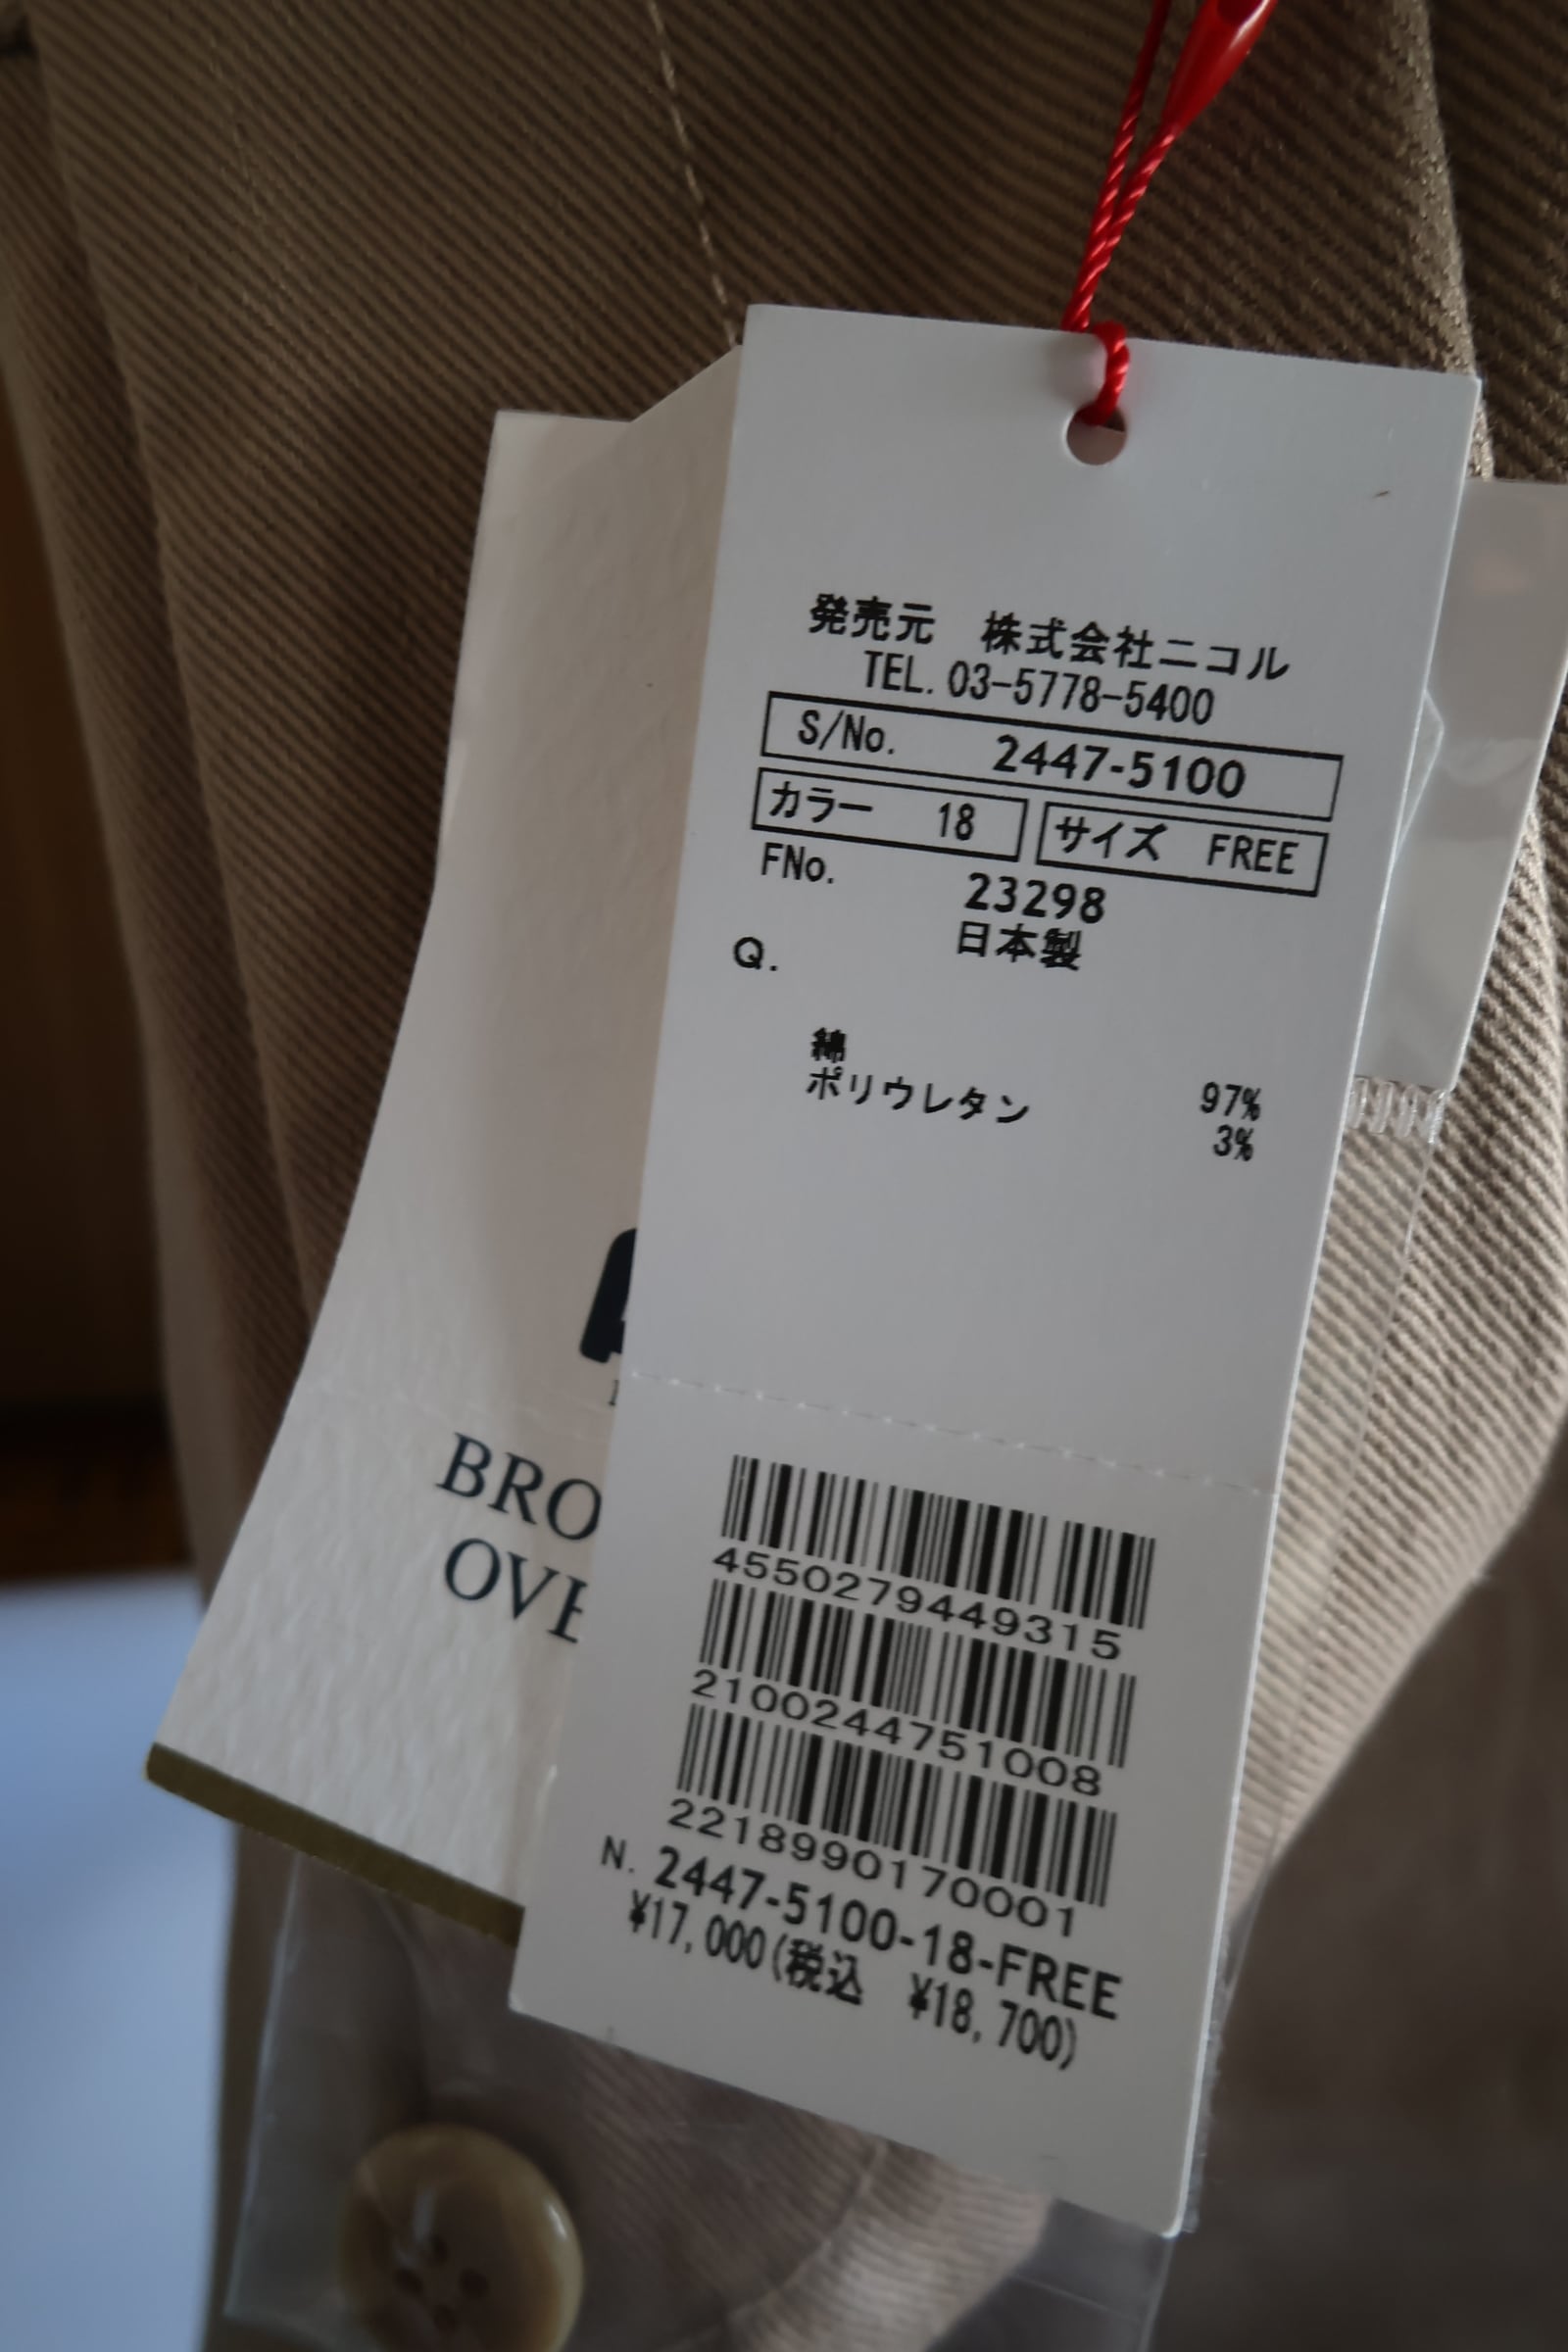 発売元 株式会社ニコル
TEL. 03-5778-5400
S/No. 2447-5100
カラー 18 サイズ FREE
FNo. 23298
日本製
Q.
綿 97%
ポリウレタン 3%
BRO
OVE
4550279449315
2100244751008
2218990170001
N. 2447-5100-18-FREE
¥17,000(税込 ¥18,700)